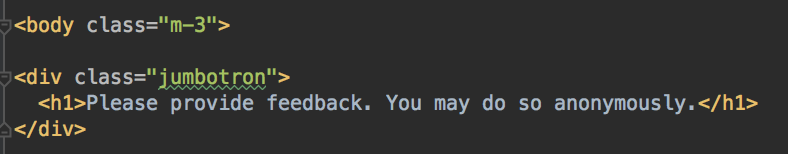 <body class="m-3">
<div class="jumbotron">
<h1>Please provide feedback. You may do so anonymously.</h1>
</div>